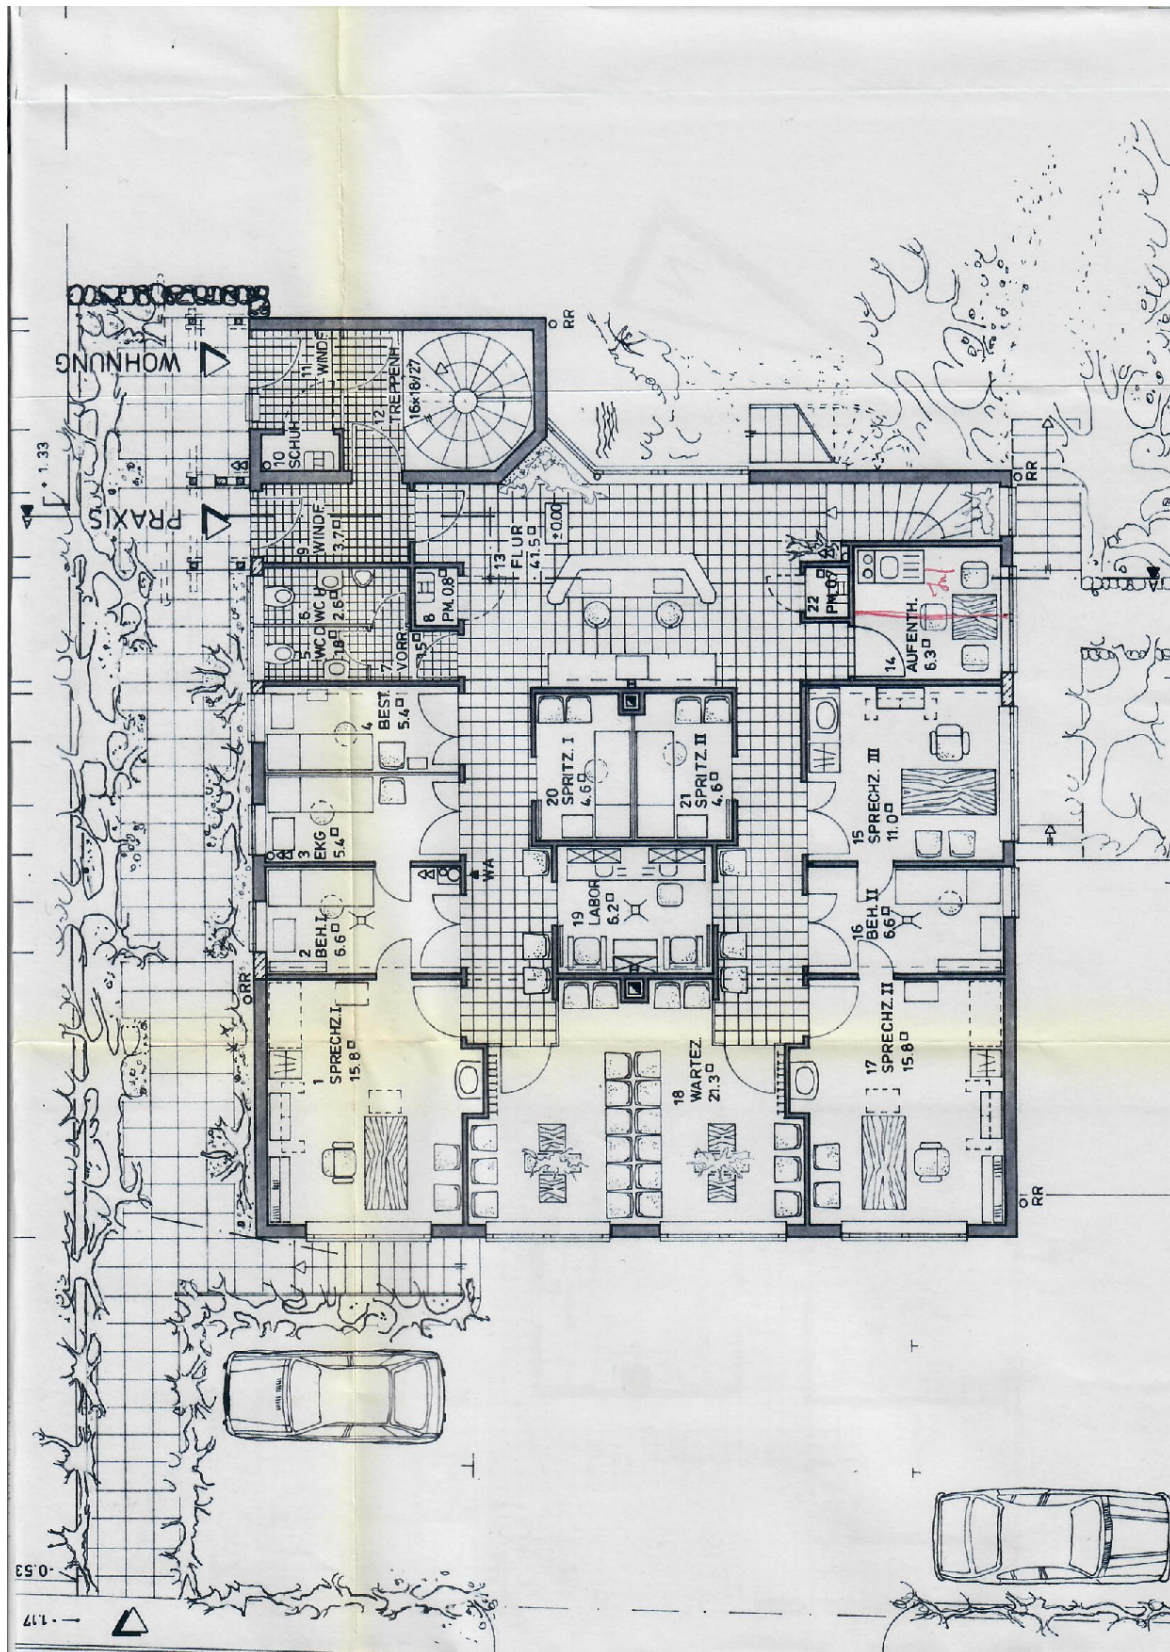 WOHNUNG
PRAXIS
+1.33
11
WINDF.
10
SCHUH
12
TREPPENH.
16x18/27
9
WINDF.
3.7
13
FLUR
41.5
±0.00
5
WC D
1.8
6
WC H
2.6
7
VORR.
8
PM. 0.8
22
PM. 0.7
14
AUFENTH.
6.3
4
BEST.
5.4
3
EKG
5.4
2
BEH. I
6.6
WA
1
SPRECHZ. I
15.8
20
SPRITZ. I
4.6
21
SPRITZ. II
4.6
19
LABOR
6.2
15
SPRECHZ. III
11.0
16
BEH. II
6.6
17
SPRECHZ. II
15.8
18
WARTEZ.
21.3
RR
RR
RR
RR
-0.53
-1.17